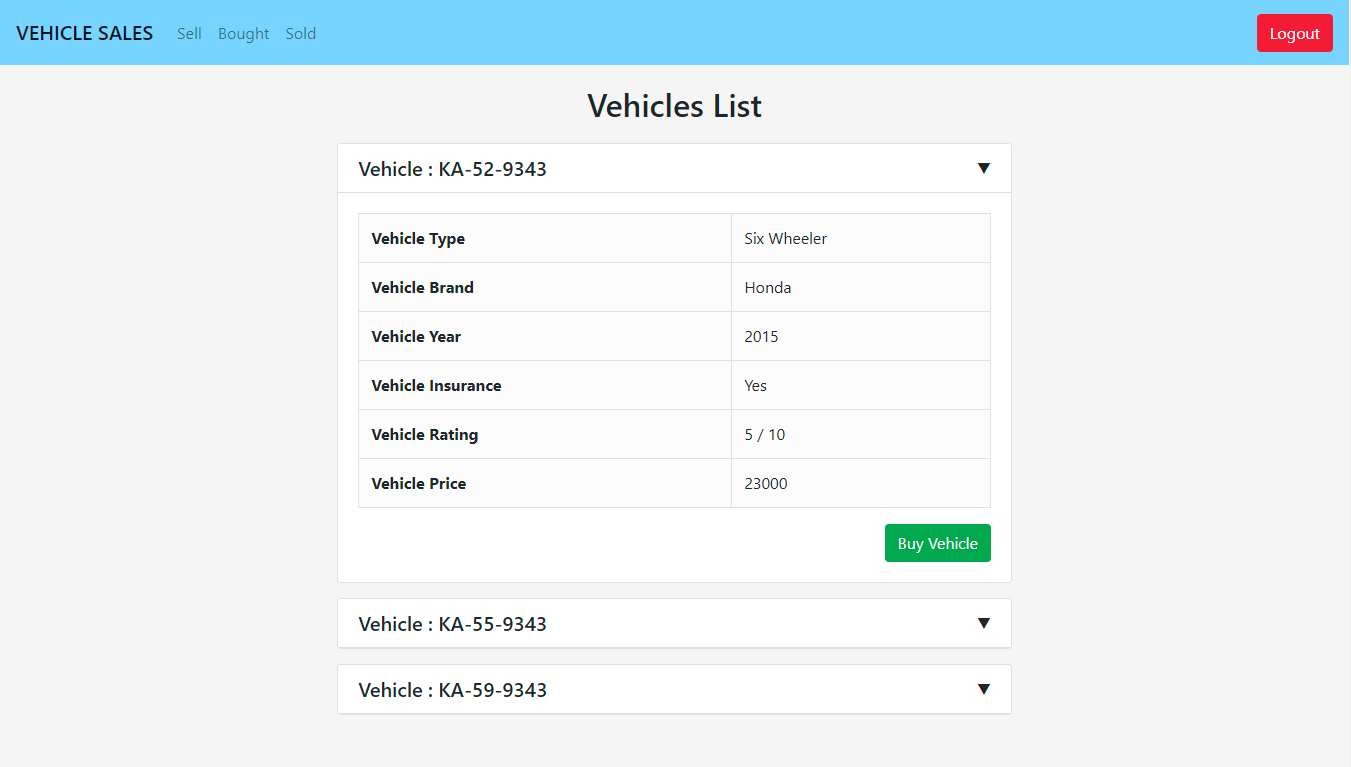 VEHICLE SALES Sell Bought Sold Logout
Vehicles List
Vehicle : KA-52-9343 ▼
Vehicle Type Six Wheeler
Vehicle Brand Honda
Vehicle Year 2015
Vehicle Insurance Yes
Vehicle Rating 5 / 10
Vehicle Price 23000
Buy Vehicle
Vehicle : KA-55-9343 ▼
Vehicle : KA-59-9343 ▼